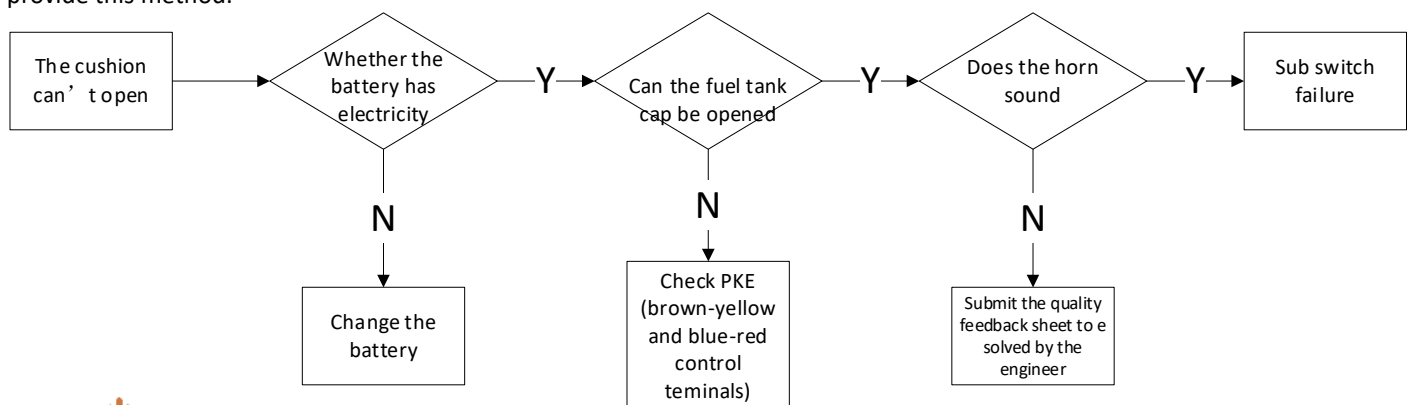 provide this method.
The cushion
can’t open
Whether the
battery has
electricity
Y
Can the fuel tank
cap be opened
Y
Does the horn
sound
Y
Sub switch
failure
N
N
N
Change the
battery
Check PKE
(brown-yellow
and blue-red
control
teminals)
Submit the quality
feedback sheet to e
solved by the
engineer